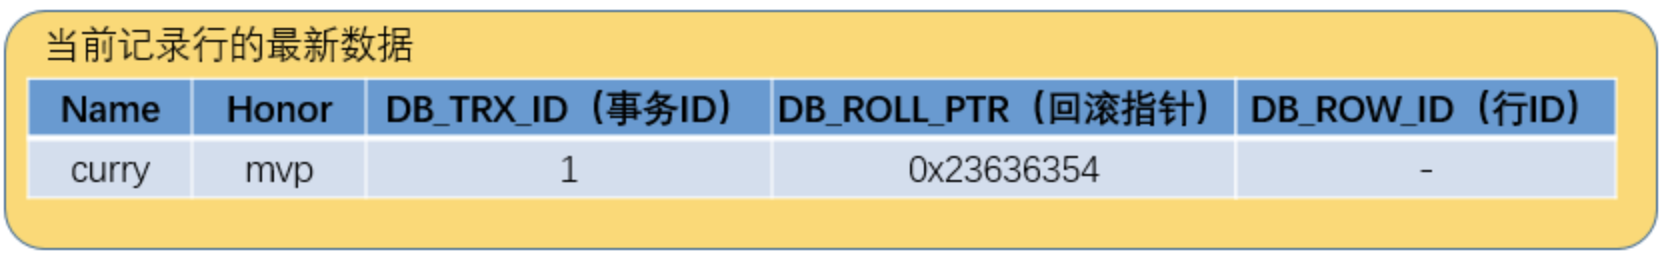 当前记录行的最新数据
Name Honor DB_TRX_ID（事务ID） DB_ROLL_PTR（回滚指针） DB_ROW_ID（行ID）
curry mvp 1 0x23636354 -